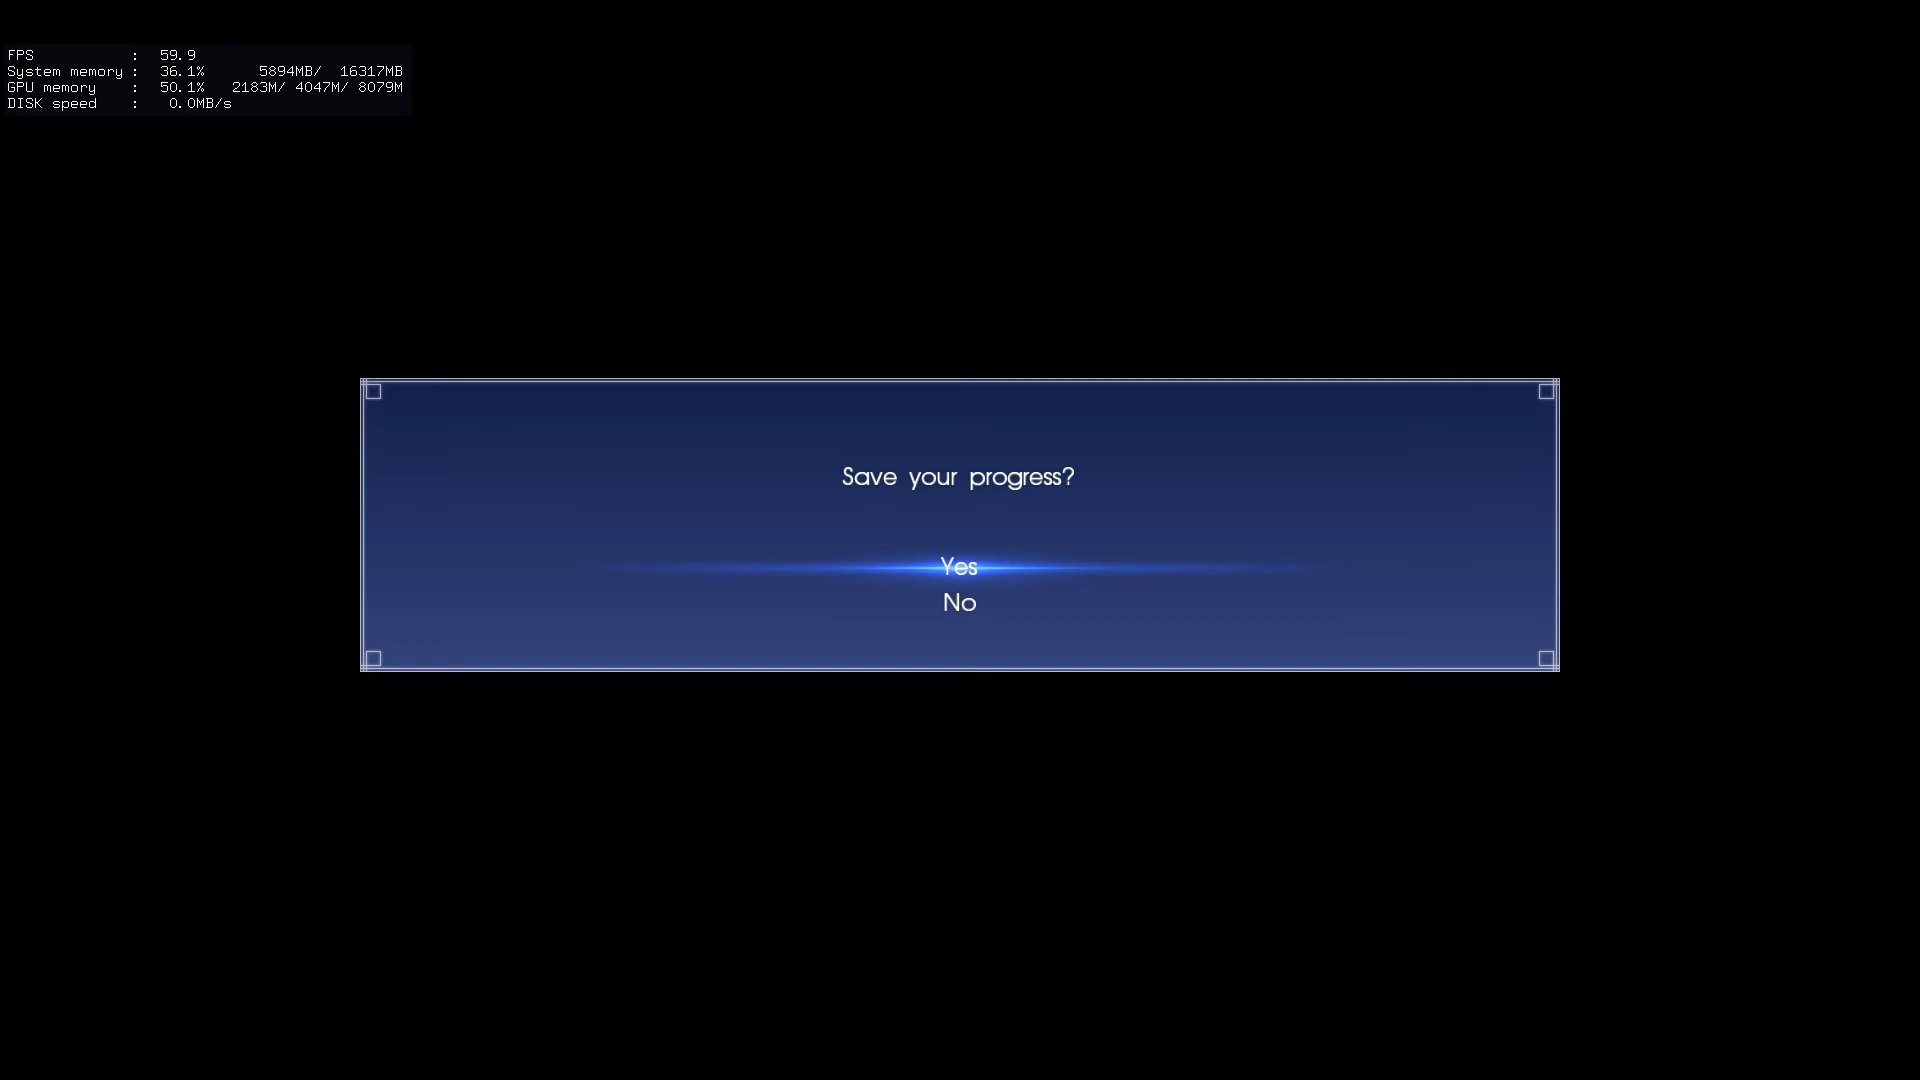 FPS : 59.9
System memory : 36.1% 5894MB/ 16317MB
GPU memory : 50.1% 2183M/ 4047M/ 8079M
DISK speed : 0.0MB/s
Save your progress?
Yes
No